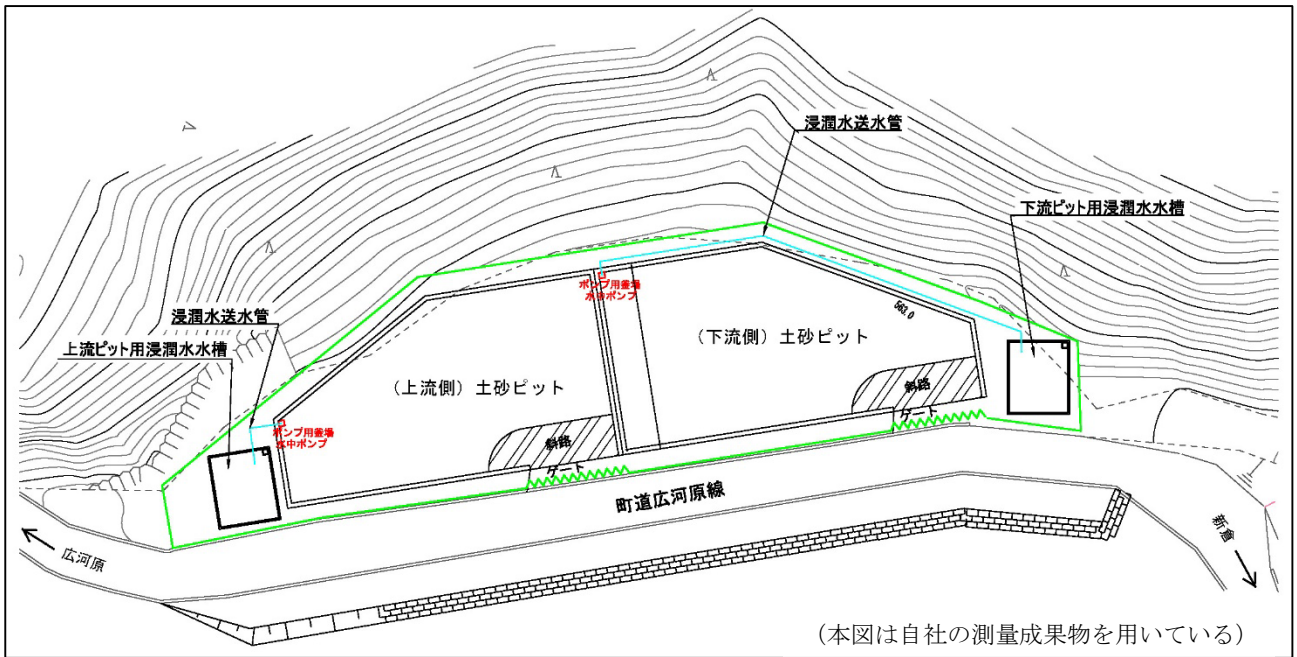 浸潤水送水管
下流ピット用浸潤水水槽
ポンプ用釜場
水中ポンプ
563.0
浸潤水送水管
上流ピット用浸潤水水槽
(下流側)土砂ピット
(上流側)土砂ピット
斜路
ゲート
ポンプ用釜場
水中ポンプ
斜路
ゲート
町道広河原線
広河原
新倉
(本図は自社の測量成果物を用いている)